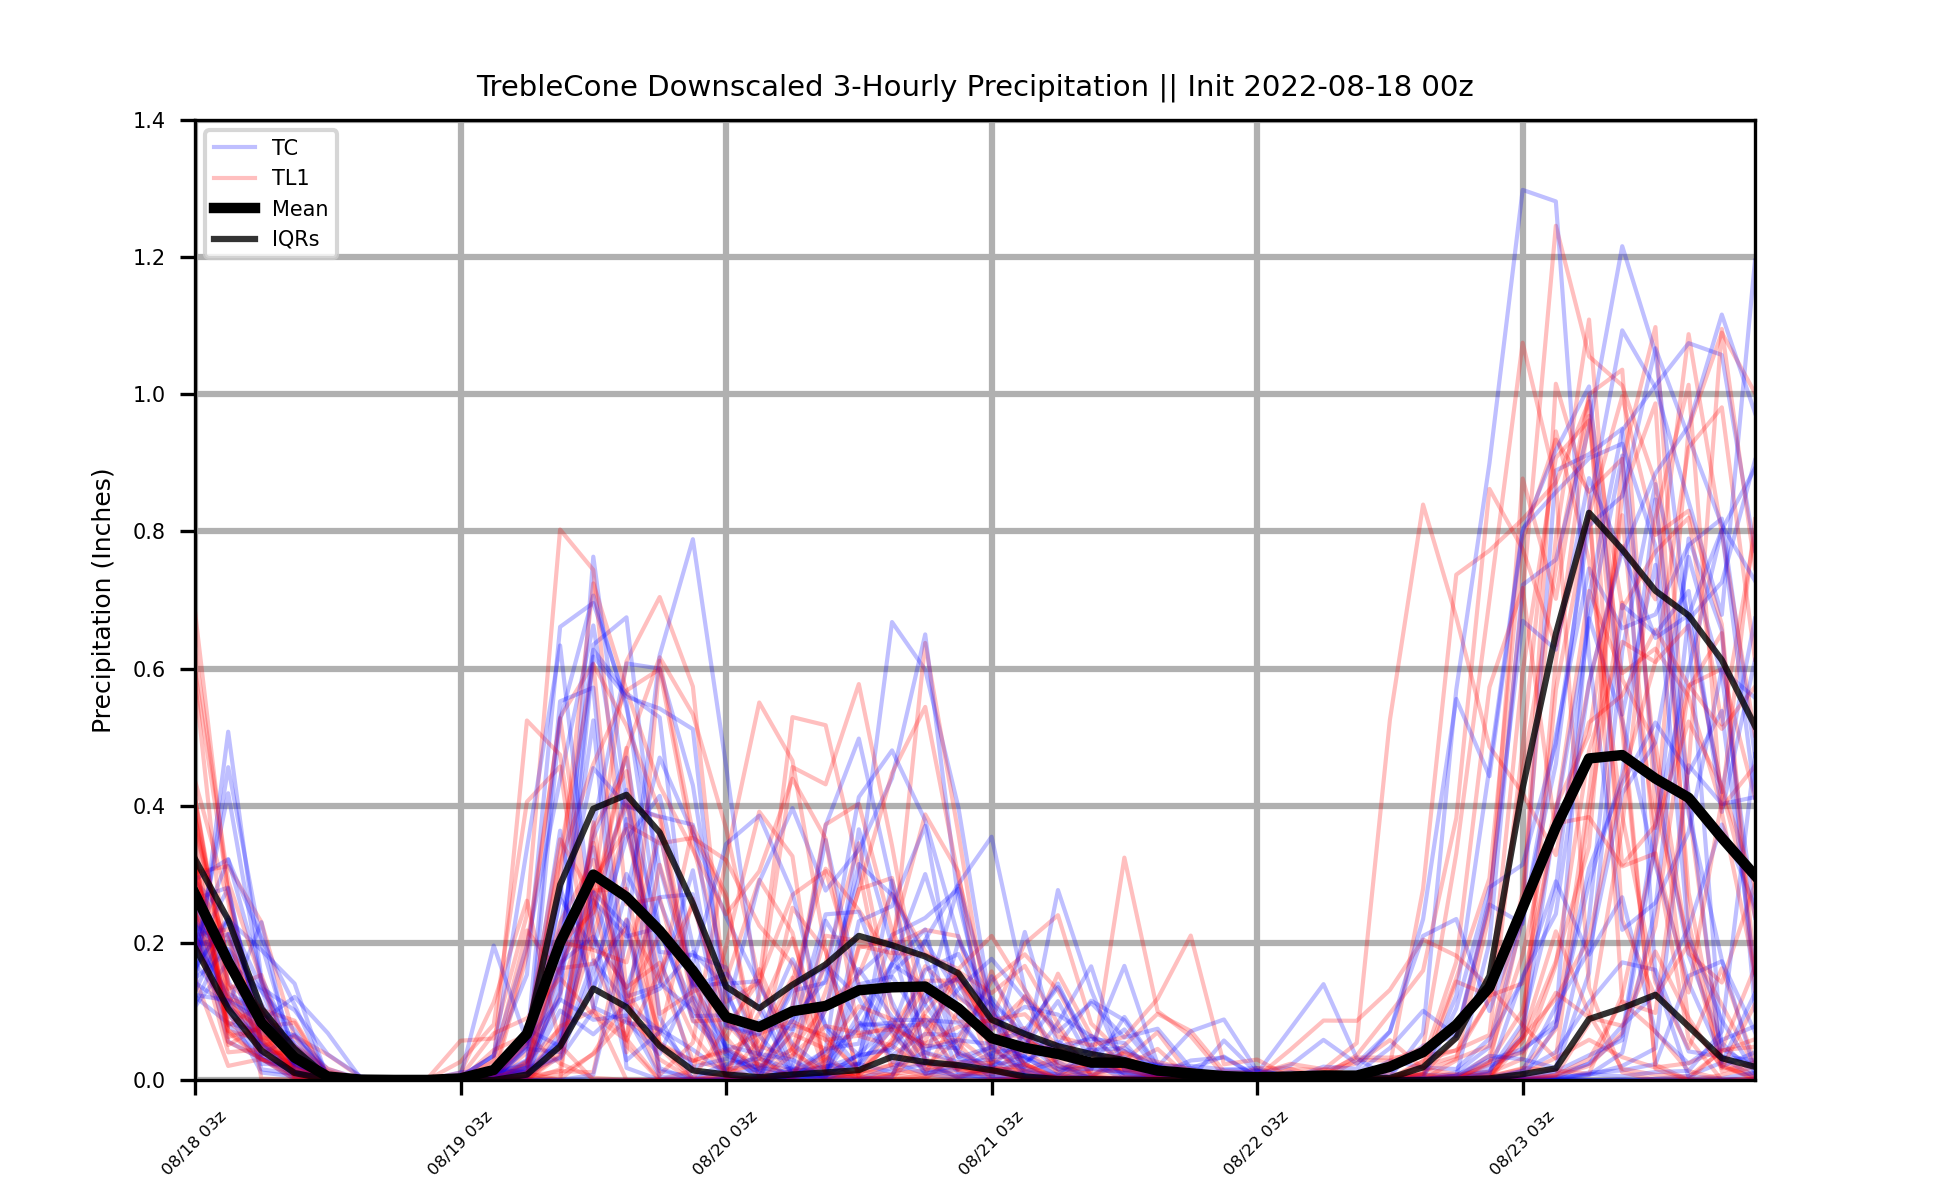 TrebleCone Downscaled 3-Hourly Precipitation || Init 2022-08-18 00z
TC
TL1
Mean
IQRs
1.4
1.2
1.0
0.8
0.6
0.4
0.2
0.0
Precipitation (Inches)
08/18 03z
08/19 03z
08/20 03z
08/21 03z
08/22 03z
08/23 03z